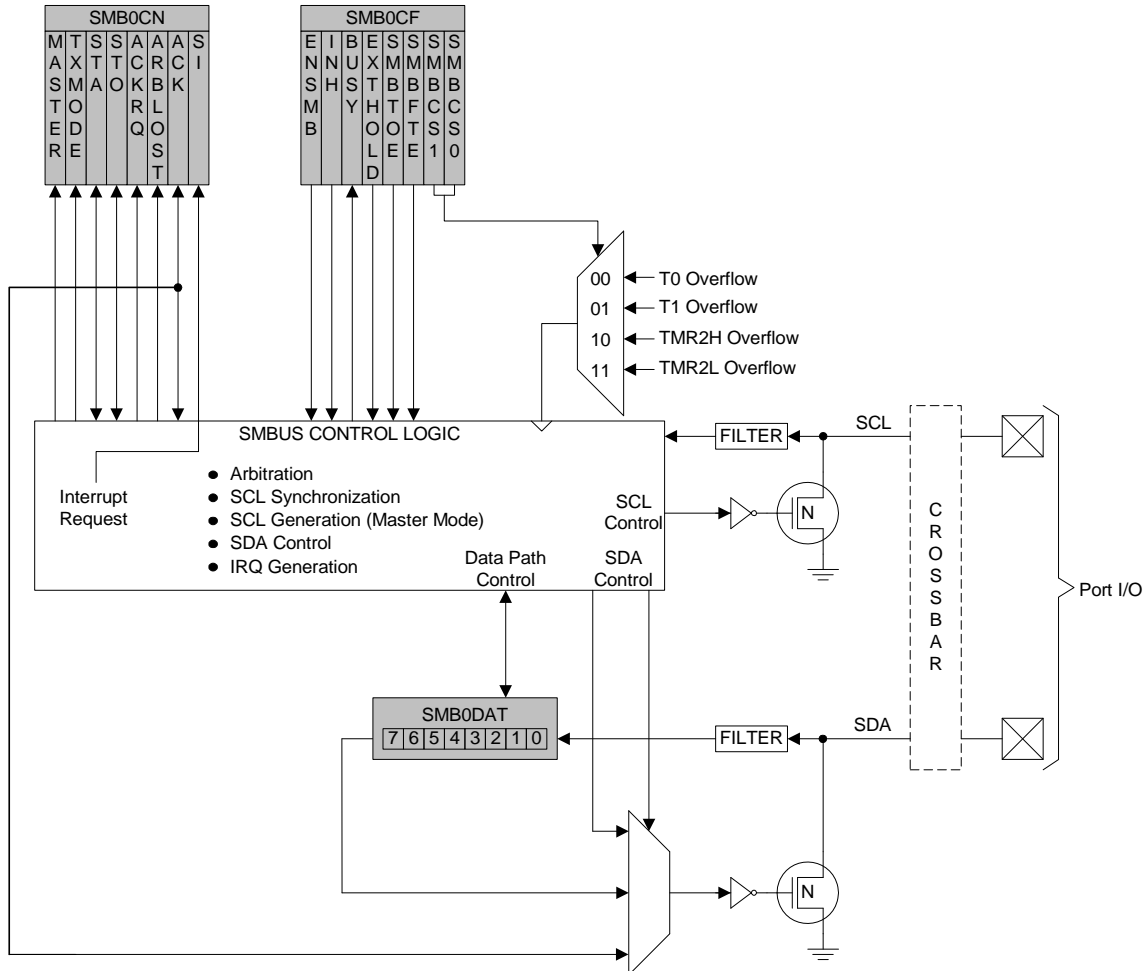 SMB0CN
MASTER
TXMODE
STA
STO
ACKRQ
ARBLOST
ACK
SI
SMB0CF
ENSMB
INH
BUSY
EXTHOLD
SMBTOE
SMBFTE
SMBCS1
SMBCS0
00
T0 Overflow
01
T1 Overflow
10
TMR2H Overflow
11
TMR2L Overflow
SMBUS CONTROL LOGIC
Interrupt
Request
● Arbitration
● SCL Synchronization
● SCL Generation (Master Mode)
● SDA Control
● IRQ Generation
SCL
Control
Data Path
Control
SDA
Control
FILTER
SCL
N
CROSSBAR
Port I/O
SMB0DAT
7 6 5 4 3 2 1 0
FILTER
SDA
N